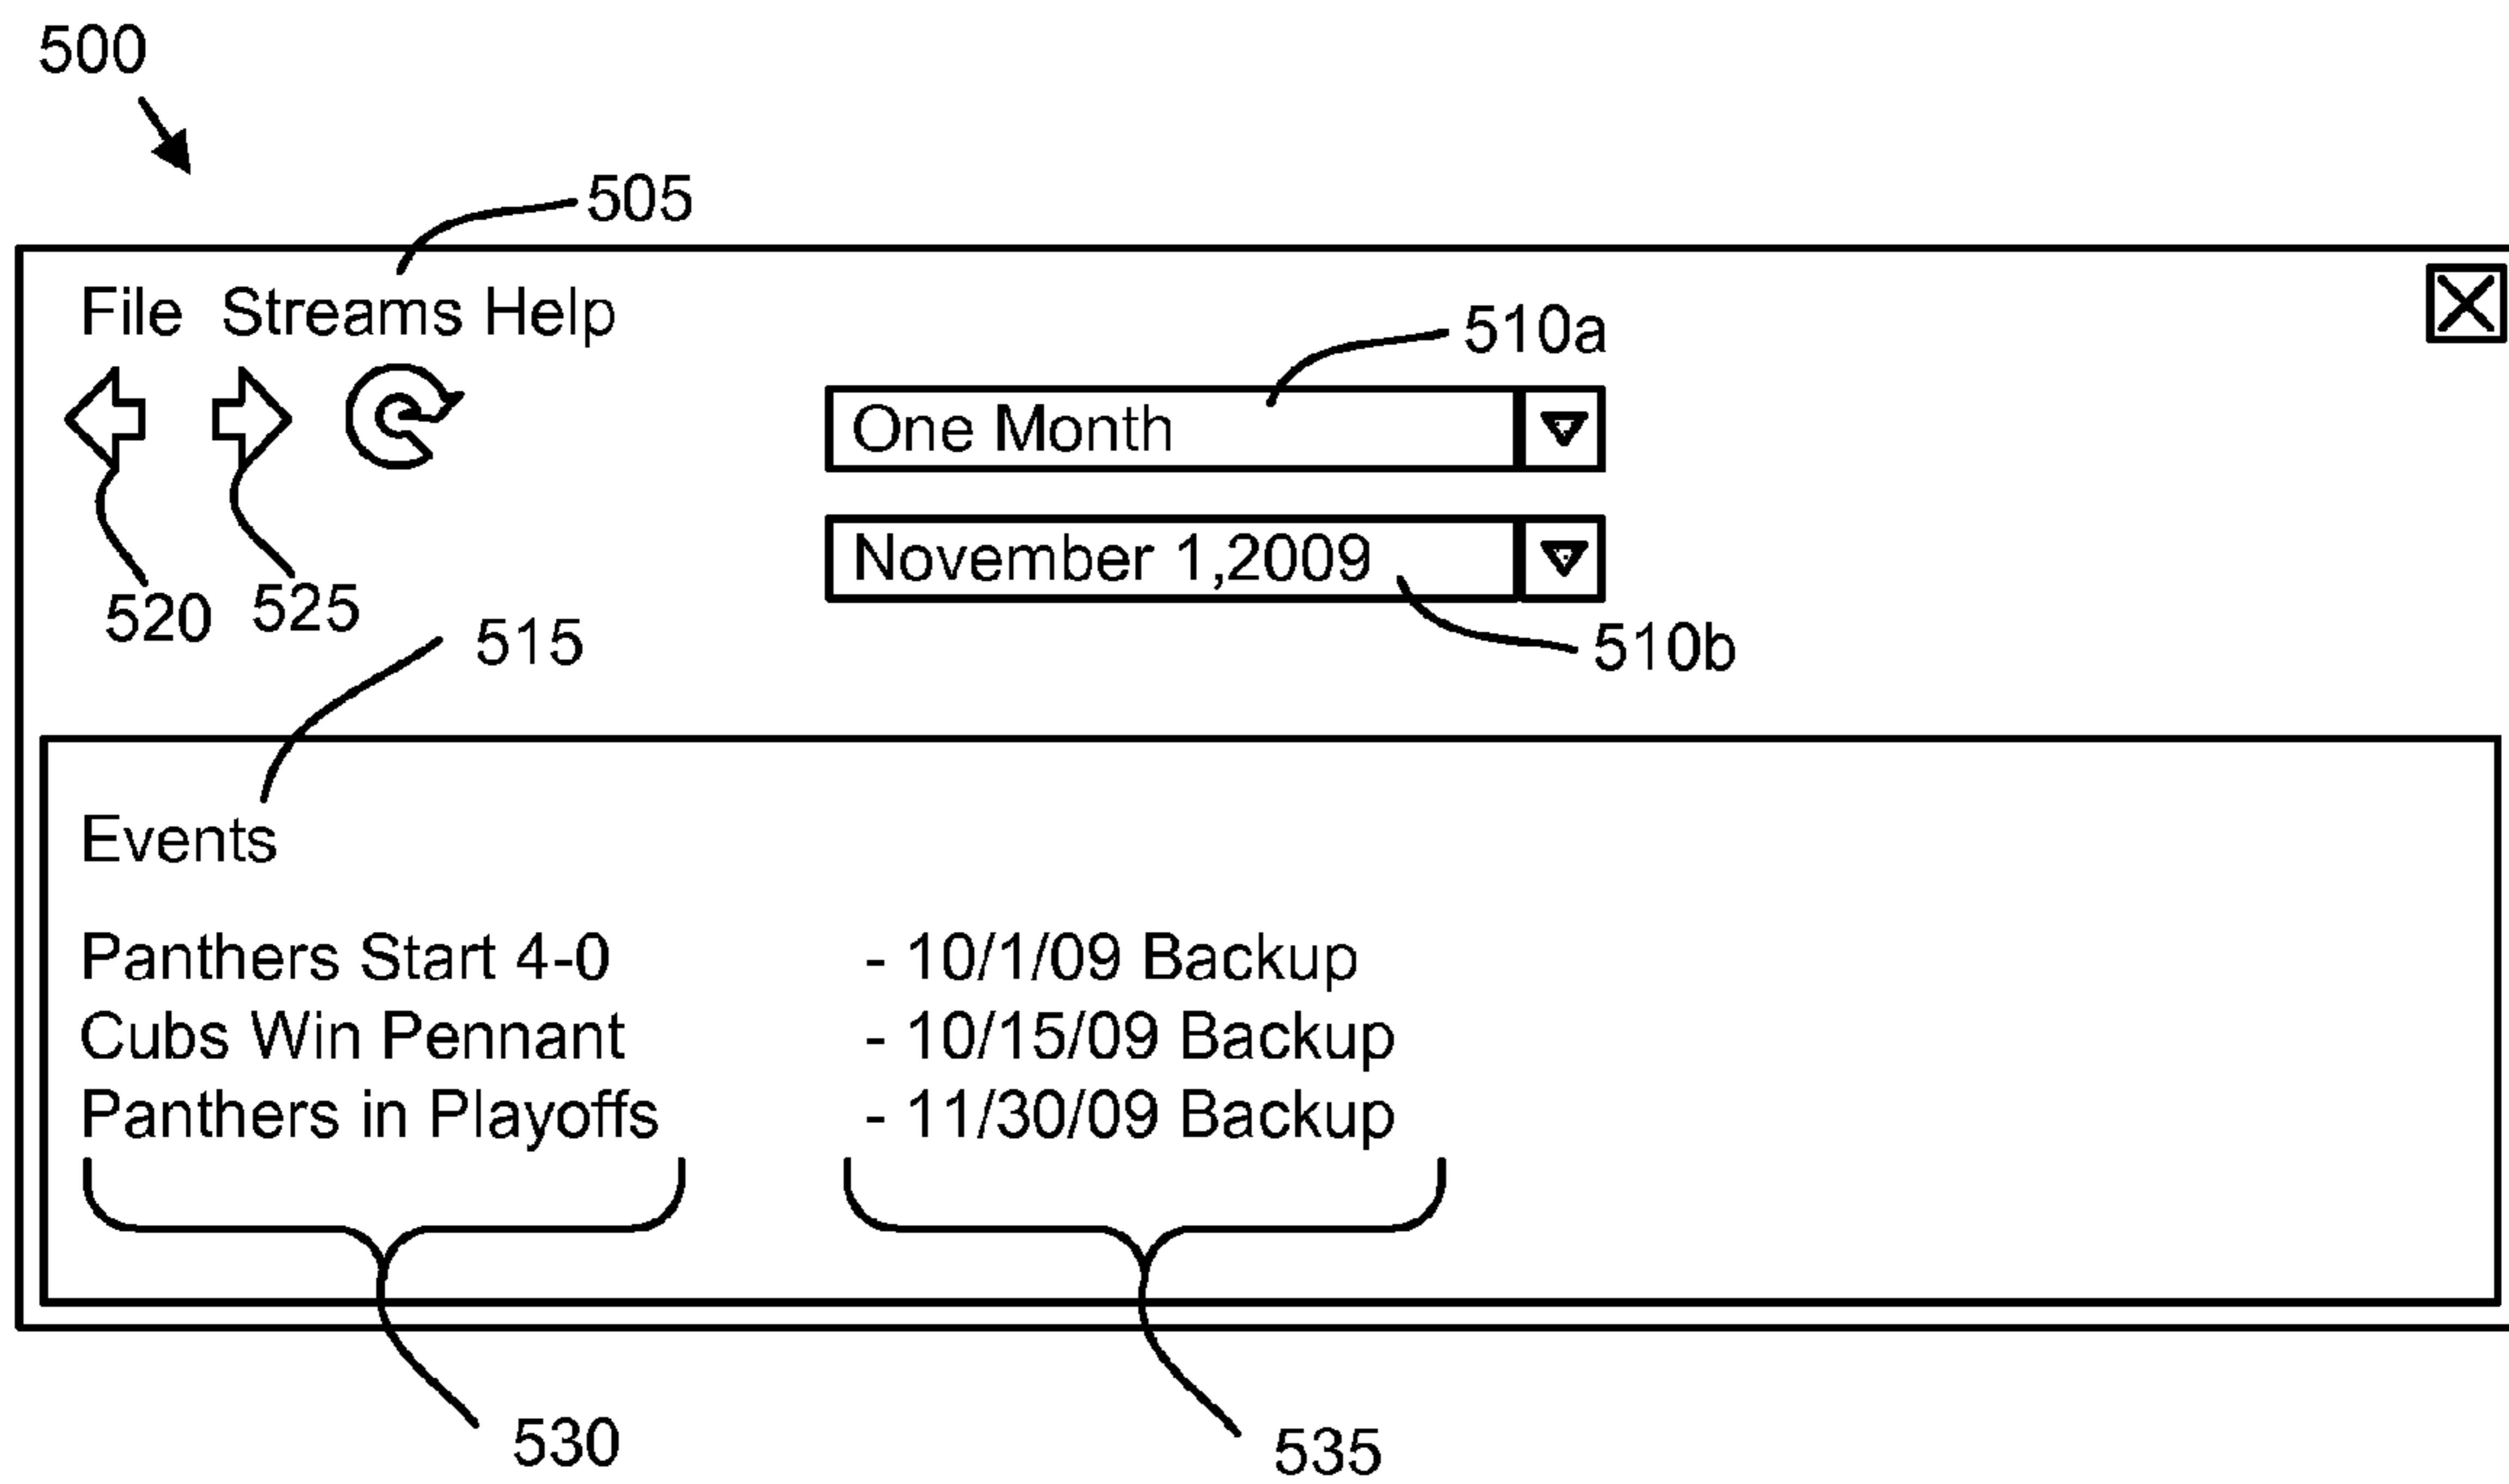 500
505
File Streams Help
510a
One Month
November 1,2009
520 525
515
510b
Events
Panthers Start 4-0 - 10/1/09 Backup
Cubs Win Pennant - 10/15/09 Backup
Panthers in Playoffs - 11/30/09 Backup
530 535